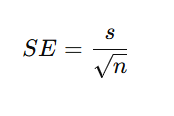 SE = s / √n